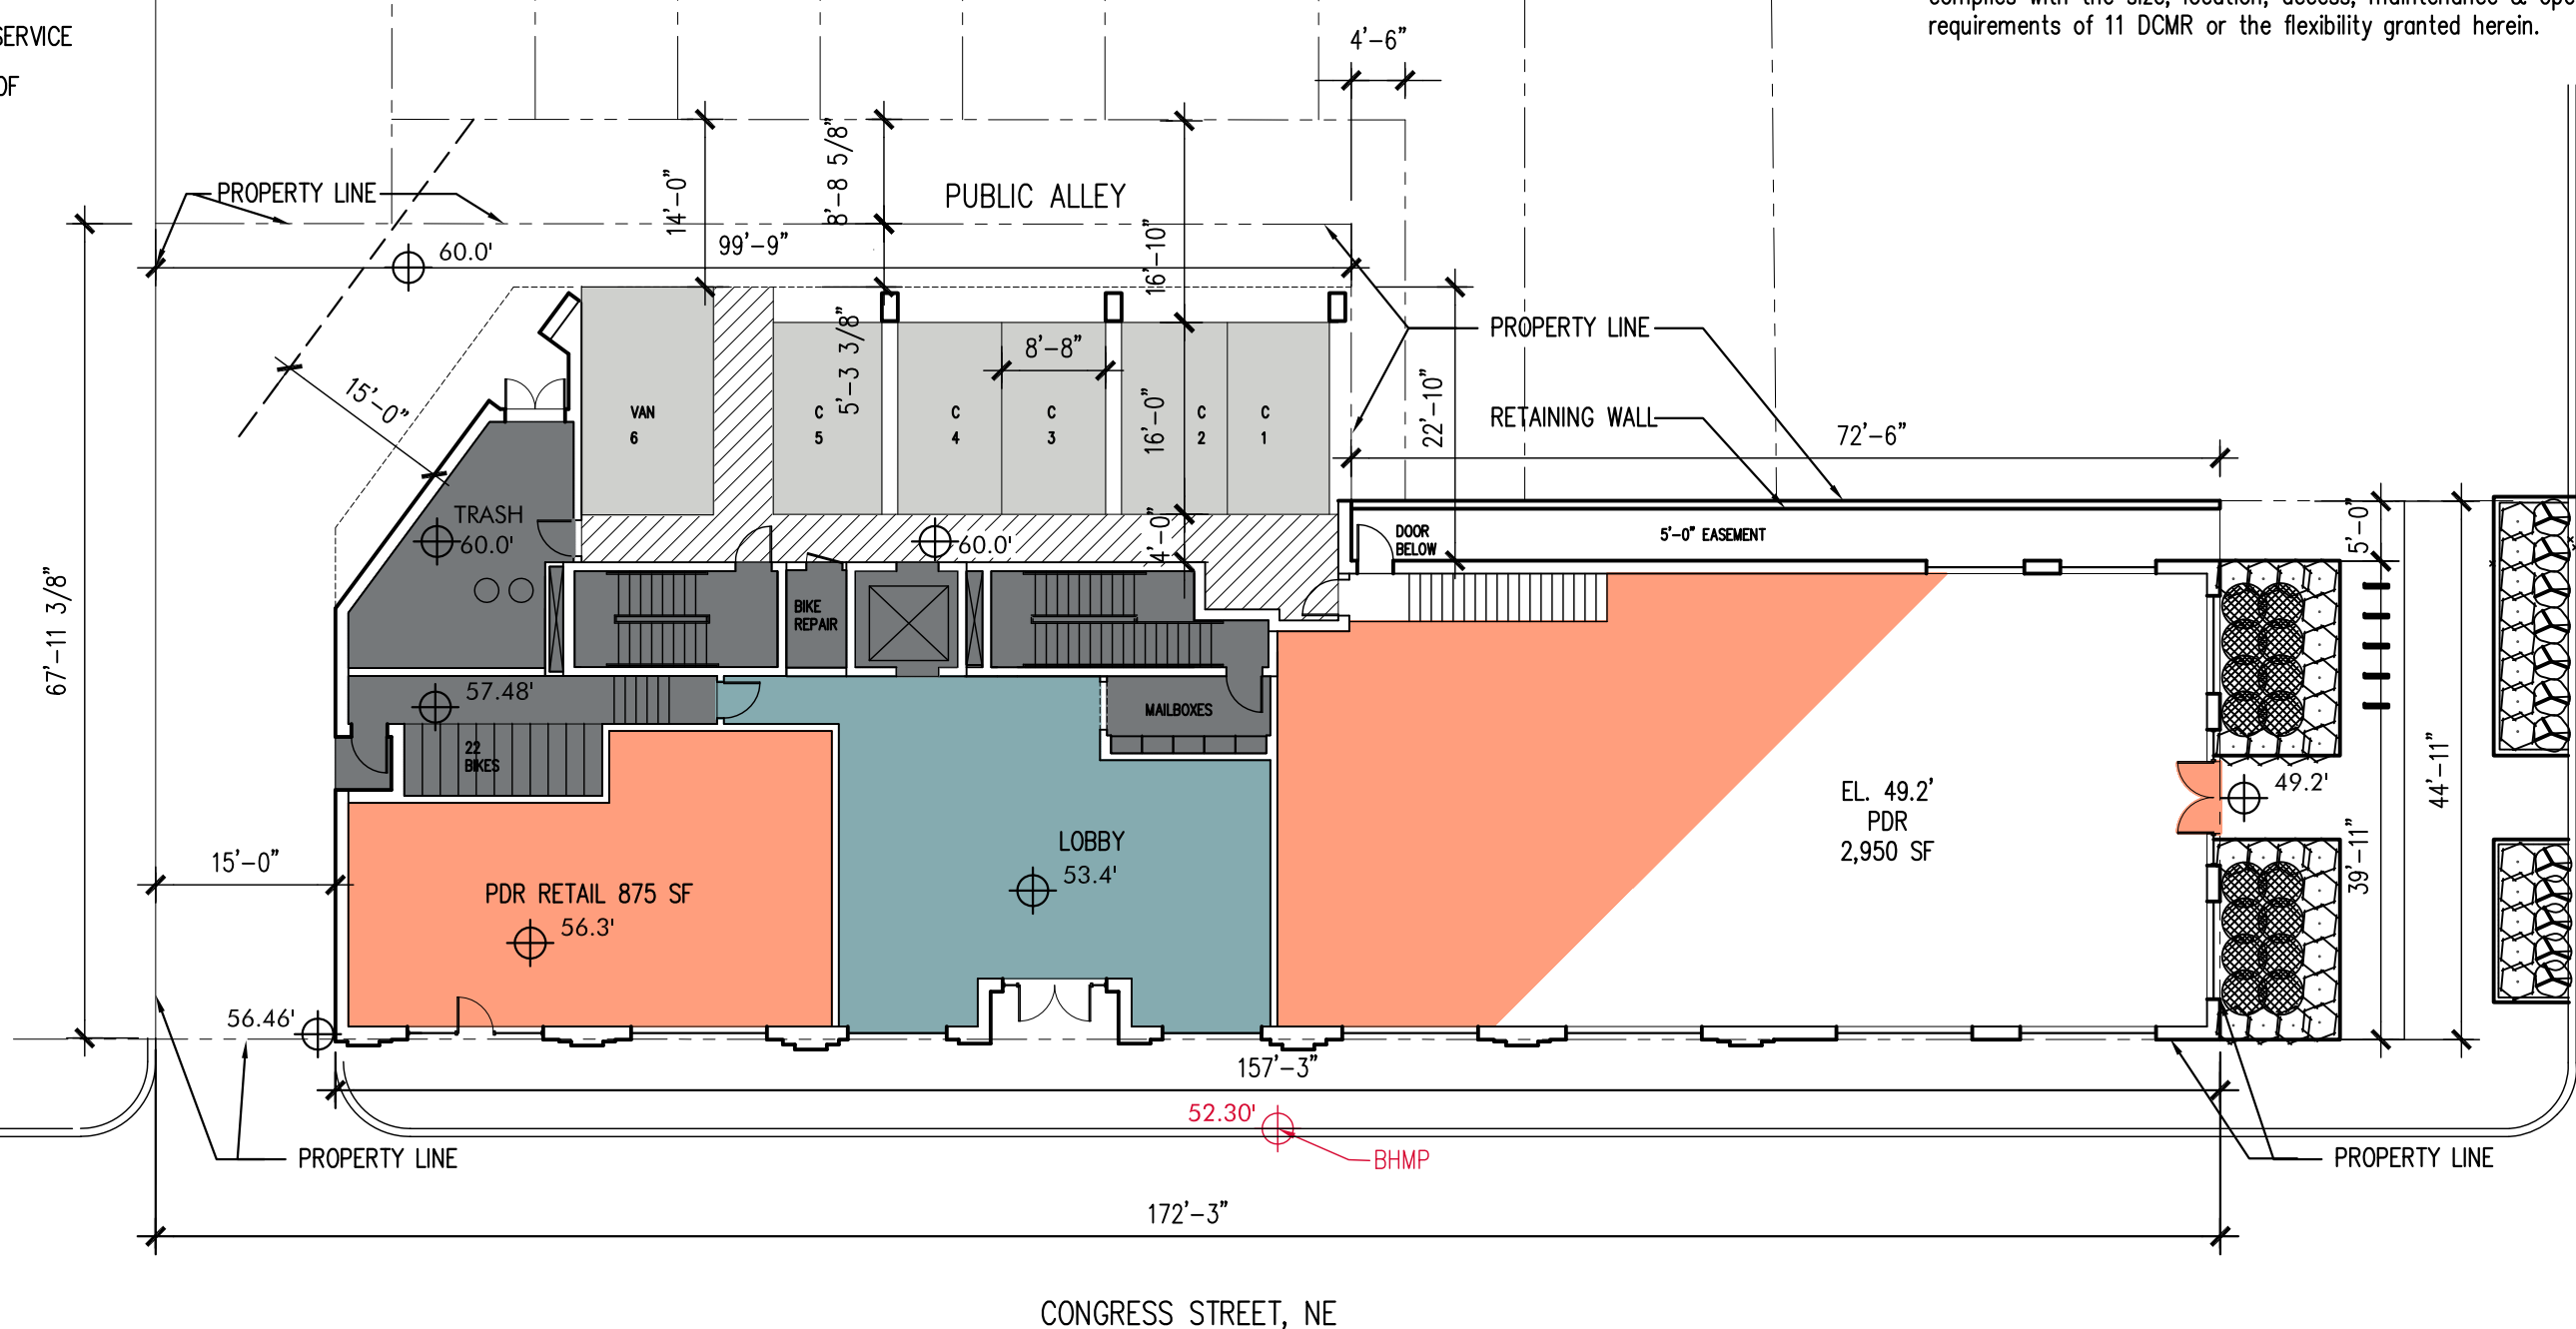 SERVICE
OF
complies with the size, location, access, maintenance & ope
requirements of 11 DCMR or the flexibility granted herein.
4'-6"
PROPERTY LINE
PUBLIC ALLEY
14'-0"
8'-8 5/8"
16'-10"
99'-9"
60.0'
PROPERTY LINE
15'-0"
5'-3 3/8"
8'-8"
22'-10"
RETAINING WALL
72'-6"
VAN
6
C
5
C
4
C
3
C
2
C
1
16'-0"
4'-0"
TRASH
60.0'
60.0'
DOOR
BELOW
5'-0" EASEMENT
5'-0"
67'-11 3/8"
BIKE
REPAIR
57.48'
MAILBOXES
22
BIKES
EL. 49.2'
PDR
2,950 SF
49.2'
44'-11"
39'-11"
15'-0"
LOBBY
53.4'
PDR RETAIL 875 SF
56.3'
56.46'
157'-3"
52.30'
BHMP
PROPERTY LINE
PROPERTY LINE
172'-3"
CONGRESS STREET, NE